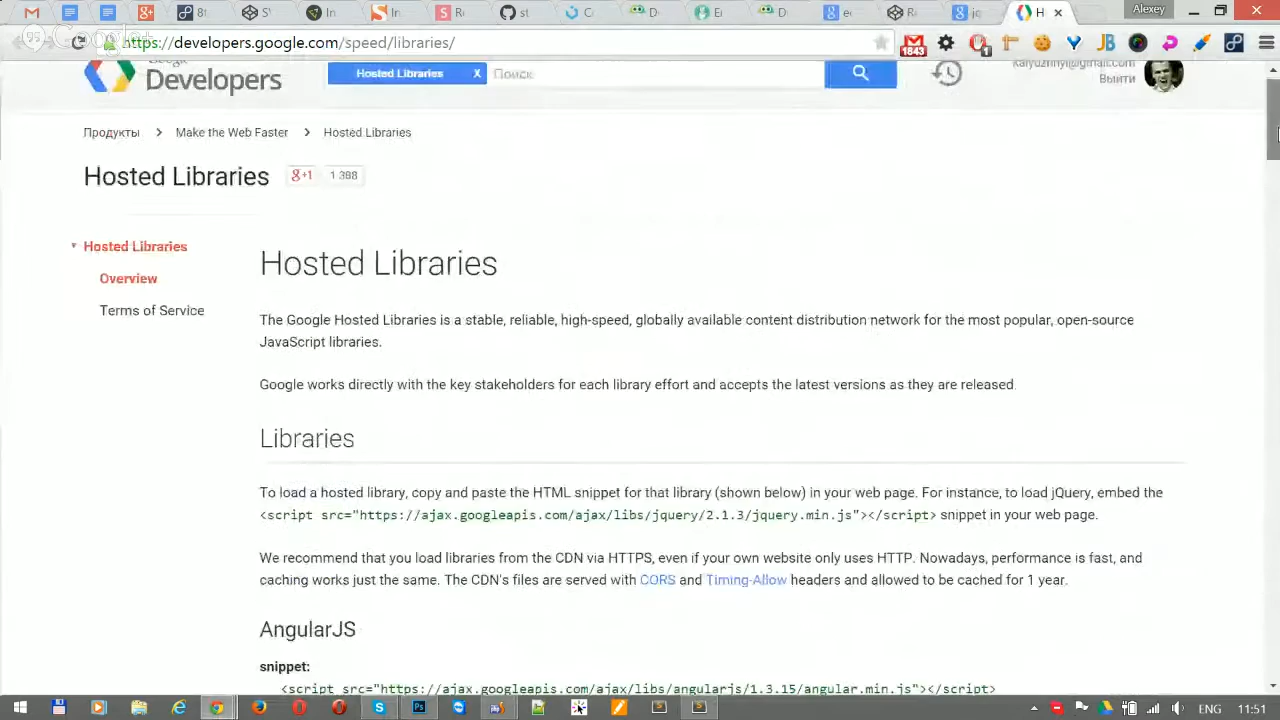 Alexey
https://developers.google.com/speed/libraries/
1843
1
Google
Developers
Hosted Libraries X
Поиск
Выйти
Продукты > Make the Web Faster > Hosted Libraries
Hosted Libraries
g+1 1 388
Hosted Libraries
Overview
Terms of Service
Hosted Libraries
The Google Hosted Libraries is a stable, reliable, high-speed, globally available content distribution network for the most popular, open-source
JavaScript libraries.
Google works directly with the key stakeholders for each library effort and accepts the latest versions as they are released.
Libraries
To load a hosted library, copy and paste the HTML snippet for that library (shown below) in your web page. For instance, to load jQuery, embed the
<script src="https://ajax.googleapis.com/ajax/libs/jquery/2.1.3/jquery.min.js"></script> snippet in your web page.
We recommend that you load libraries from the CDN via HTTPS, even if your own website only uses HTTP. Nowadays, performance is fast, and
caching works just the same. The CDN's files are served with CORS and Timing-Allow headers and allowed to be cached for 1 year.
AngularJS
snippet:
<script src="https://ajax.googleapis.com/ajax/libs/angularjs/1.3.15/angular.min.js"></script>
ENG 11:51